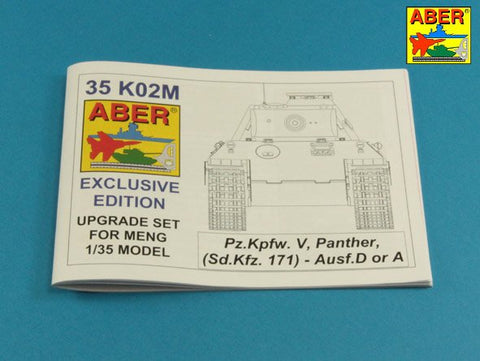 ABER®
35 K02M
ABER®
EXCLUSIVE
EDITION
UPGRADE SET
FOR MENG
1/35 MODEL
Pz.Kpfw. V, Panther,
(Sd.Kfz. 171) - Ausf.D or A